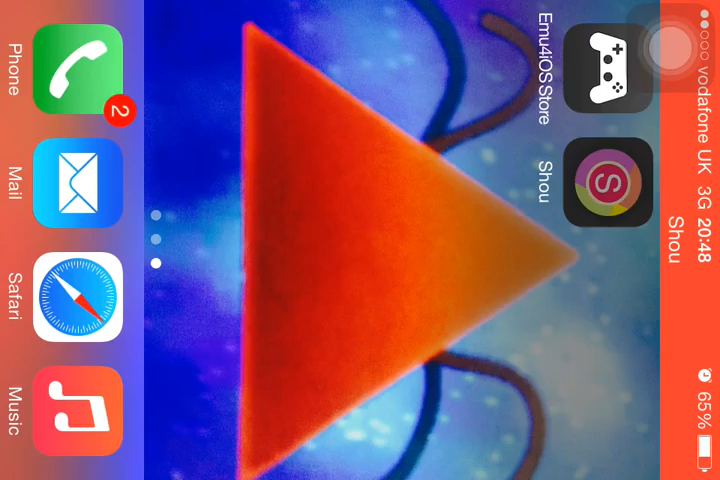 vodafone UK 3G 20:48 65%
Shou
Emu4iOSStore Shou
S
2
Phone Mail Safari Music